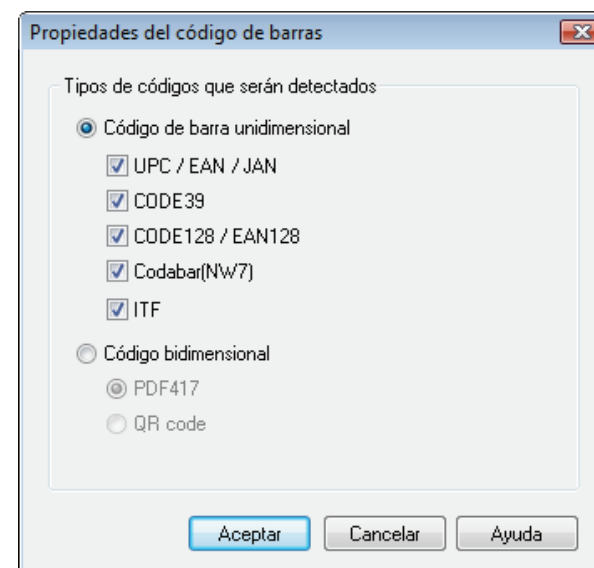 Propiedades del código de barras
Tipos de códigos que serán detectados
Código de barra unidimensional
UPC / EAN / JAN
CODE39
CODE128 / EAN128
Codabar(NW7)
ITF
Código bidimensional
PDF417
QR code
Aceptar Cancelar Ayuda